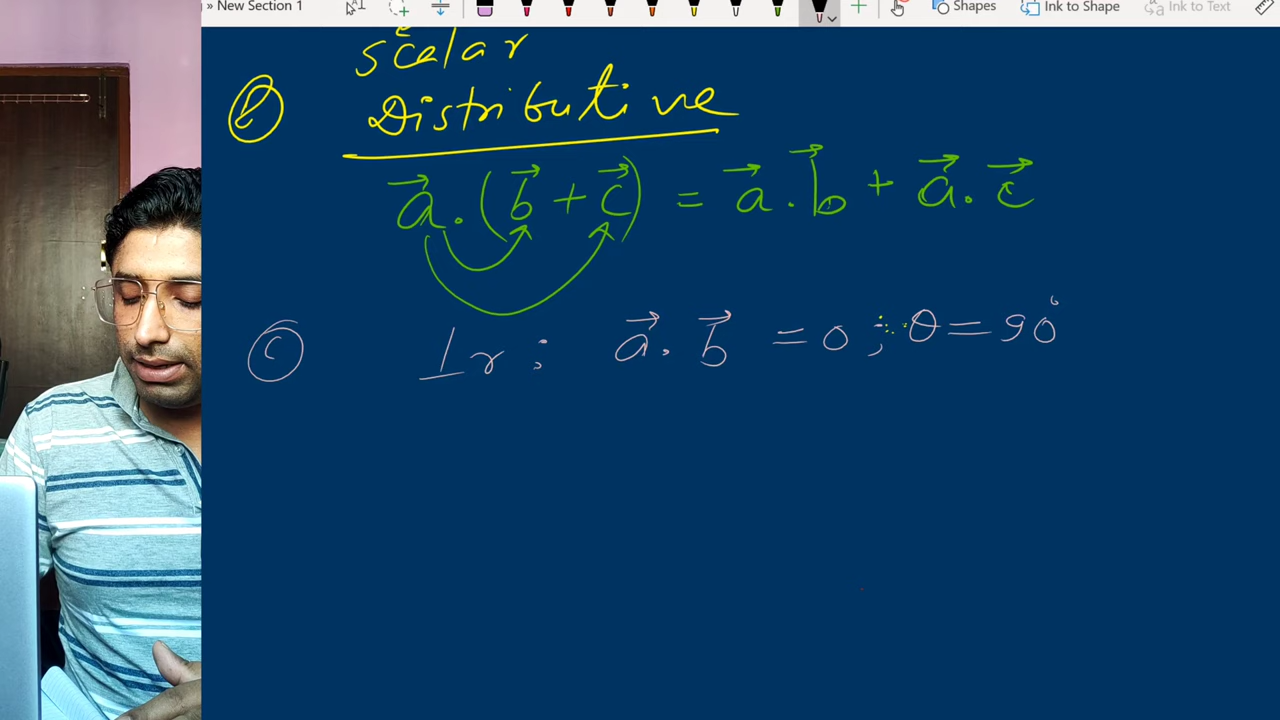 New Section 1
Shapes
Ink to Shape
Ink to Text
scalar
b Distributive
a⃗ . (b⃗ + c⃗) = a⃗ . b⃗ + a⃗ . c⃗
c ⊥r : a⃗ . b⃗ = 0 ; θ = 90°